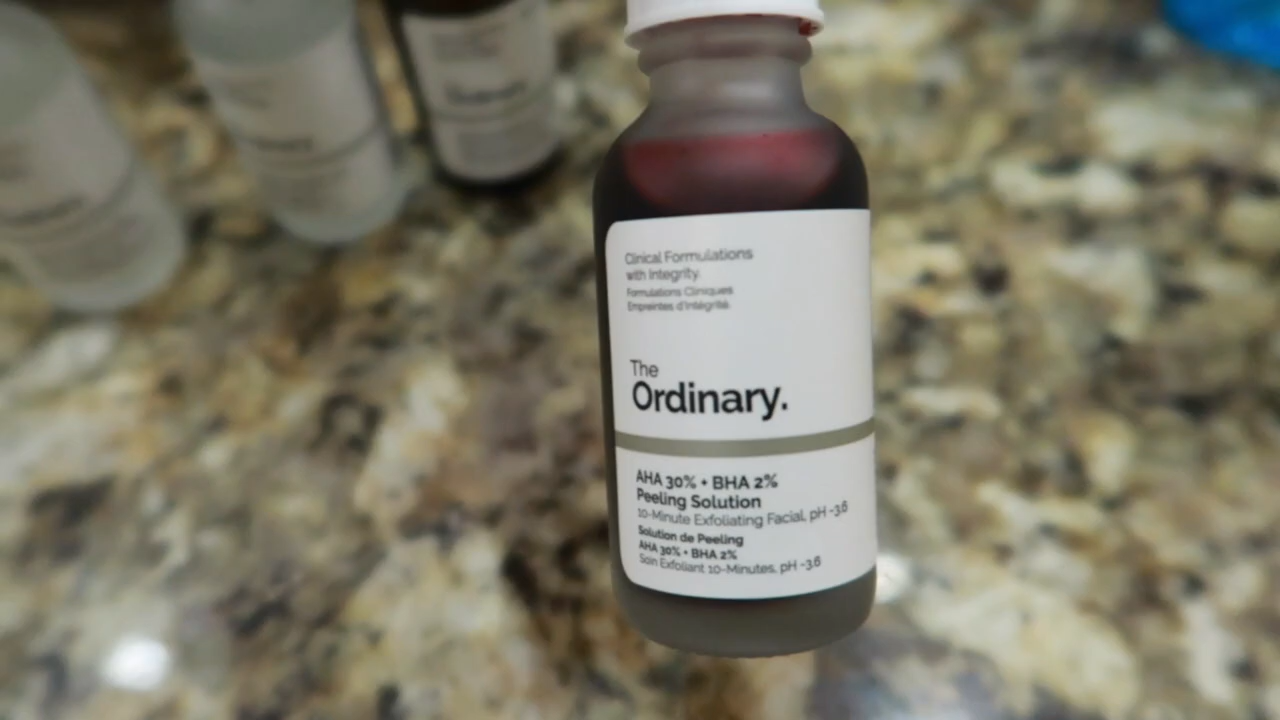 Clinical Formulations
with Integrity.
Formulations Cliniques
Empreintes d'Intégrité.
The
Ordinary.
AHA 30% + BHA 2%
Peeling Solution
10-Minute Exfoliating Facial, pH ~3.6
Solution de Peeling
AHA 30% + BHA 2%
Soin Exfoliant 10-Minutes, pH ~3.6